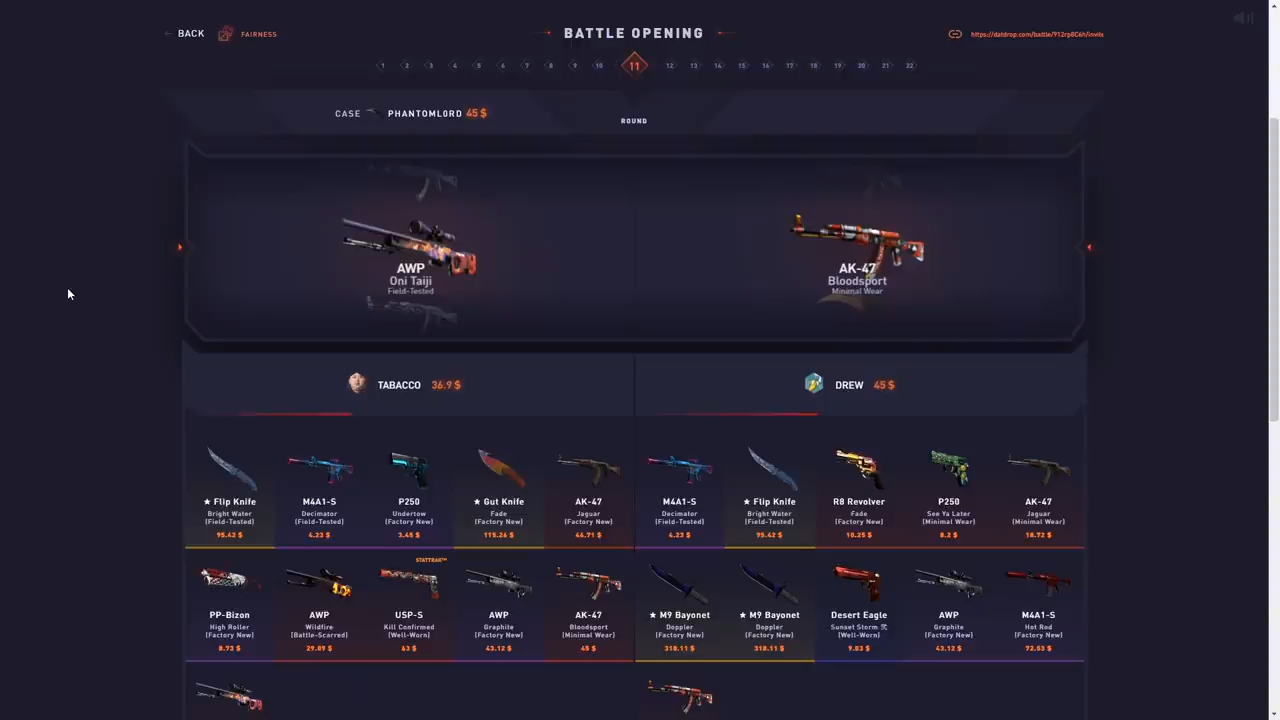 BACK
FAIRNESS
BATTLE OPENING
https://datdrop.com/battle/912rp8C6h/invite
1 2 3 4 5 6 7 8 9 10 11 12 13 14 15 16 17 18 19 20 21 22
CASE PHANTOML0RD 45 $
ROUND
AWP
Oni Taiji
Field-Tested
AK-47
Bloodsport
Minimal Wear
TABACCO 36.9 $
DREW 45 $
★ Flip Knife M4A1-S P250 ★ Gut Knife AK-47 M4A1-S ★ Flip Knife R8 Revolver P250 AK-47
Bright Water Decimator Undertow Fade Jaguar Decimator Bright Water Fade See Ya Later Jaguar
(Field-Tested) (Field-Tested) (Factory New) (Factory New) (Factory New) (Field-Tested) (Field-Tested) (Factory New) (Minimal Wear) (Minimal Wear)
95.42 $ 4.23 $ 3.45 $ 115.26 $ 44.71 $ 4.23 $ 95.42 $ 10.25 $ 8.2 $ 18.72 $
STATTRAK™
PP-Bizon AWP USP-S AWP AK-47 ★ M9 Bayonet ★ M9 Bayonet Desert Eagle AWP M4A1-S
High Roller Wildfire Kill Confirmed Graphite Bloodsport Doppler Doppler Sunset Storm 弐 Graphite Hot Rod
(Factory New) (Battle-Scarred) (Well-Worn) (Factory New) (Minimal Wear) (Factory New) (Factory New) (Well-Worn) (Factory New) (Factory New)
8.73 $ 29.09 $ 63 $ 43.12 $ 45 $ 318.11 $ 318.11 $ 9.83 $ 43.12 $ 72.53 $